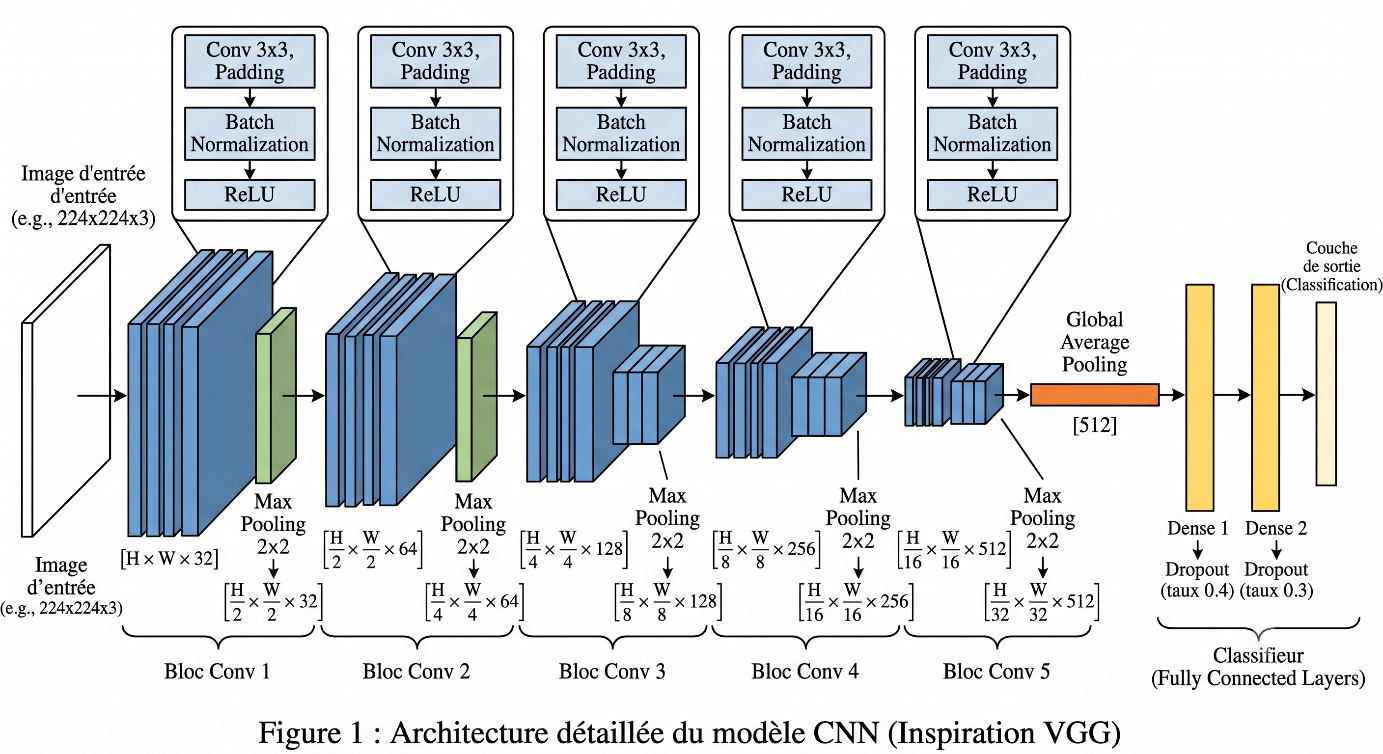 Conv 3x3,
Padding
Batch
Normalization
ReLU
Conv 3x3,
Padding
Batch
Normalization
ReLU
Conv 3x3,
Padding
Batch
Normalization
ReLU
Conv 3x3,
Padding
Batch
Normalization
ReLU
Conv 3x3,
Padding
Batch
Normalization
ReLU
Image d'entrée
d'entrée
(e.g., 224x224x3)
Image
d'entrée
(e.g., 224x224x3)
[H × W × 32]
Max
Pooling
2x2
[H/2 × W/2 × 32]
Bloc Conv 1
[H/2 × W/2 × 64]
Max
Pooling
2x2
[H/4 × W/4 × 64]
Bloc Conv 2
[H/4 × W/4 × 128]
Max
Pooling
2x2
[H/8 × W/8 × 128]
Bloc Conv 3
[H/8 × W/8 × 256]
Max
Pooling
2x2
[H/16 × W/16 × 256]
Bloc Conv 4
[H/16 × W/16 × 512]
Max
Pooling
2x2
[H/32 × W/32 × 512]
Bloc Conv 5
Global
Average
Pooling
[512]
Couche
de sortie
(Classification)
Dense 1
Dropout
(taux 0.4)
Dense 2
Dropout
(taux 0.3)
Classifieur
(Fully Connected Layers)
Figure 1 : Architecture détaillée du modèle CNN (Inspiration VGG)